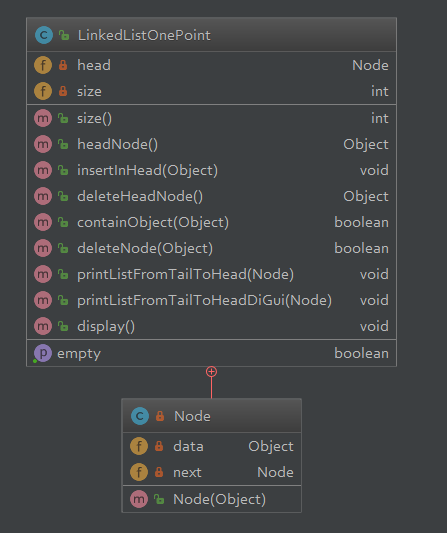 C LinkedListOnePoint
f head Node
f size int
m size() int
m headNode() Object
m insertInHead(Object) void
m deleteHeadNode() Object
m containObject(Object) boolean
m deleteNode(Object) boolean
m printListFromTailToHead(Node) void
m printListFromTailToHeadDiGui(Node) void
m display() void
p empty boolean
C Node
f data Object
f next Node
m Node(Object)